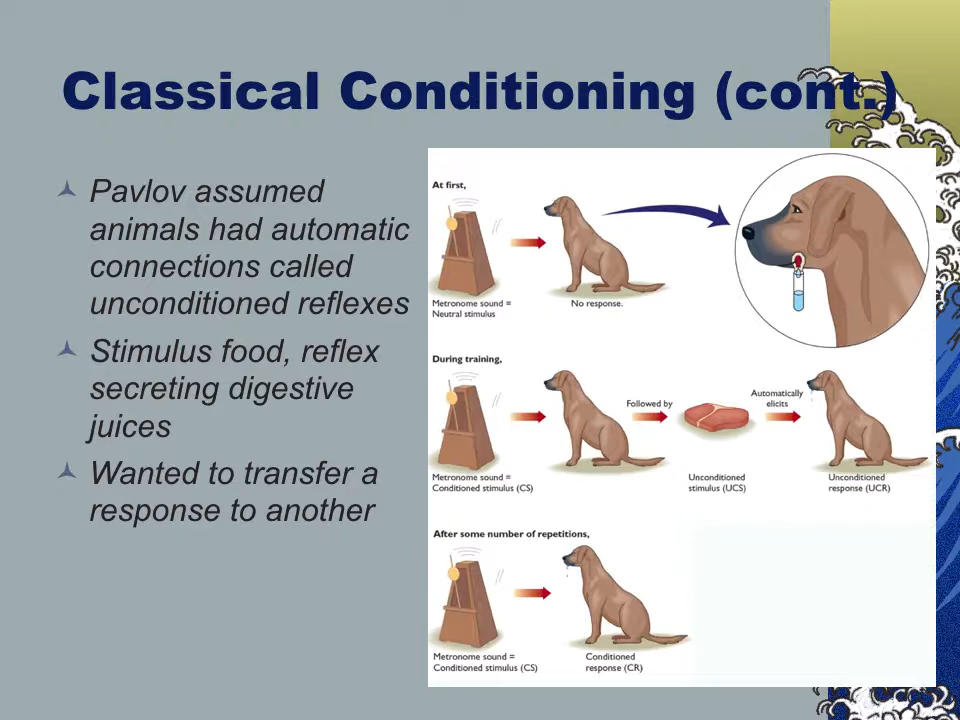 Classical Conditioning (cont.)
Pavlov assumed
animals had automatic
connections called
unconditioned reflexes
Stimulus food, reflex
secreting digestive
juices
Wanted to transfer a
response to another
At first,
Metronome sound =
Neutral stimulus
No response.
During training,
Followed by
Automatically
elicits
Metronome sound =
Conditioned stimulus (CS)
Unconditioned
stimulus (UCS)
Unconditioned
response (UCR)
After some number of repetitions,
Metronome sound =
Conditioned stimulus (CS)
Conditioned
response (CR)